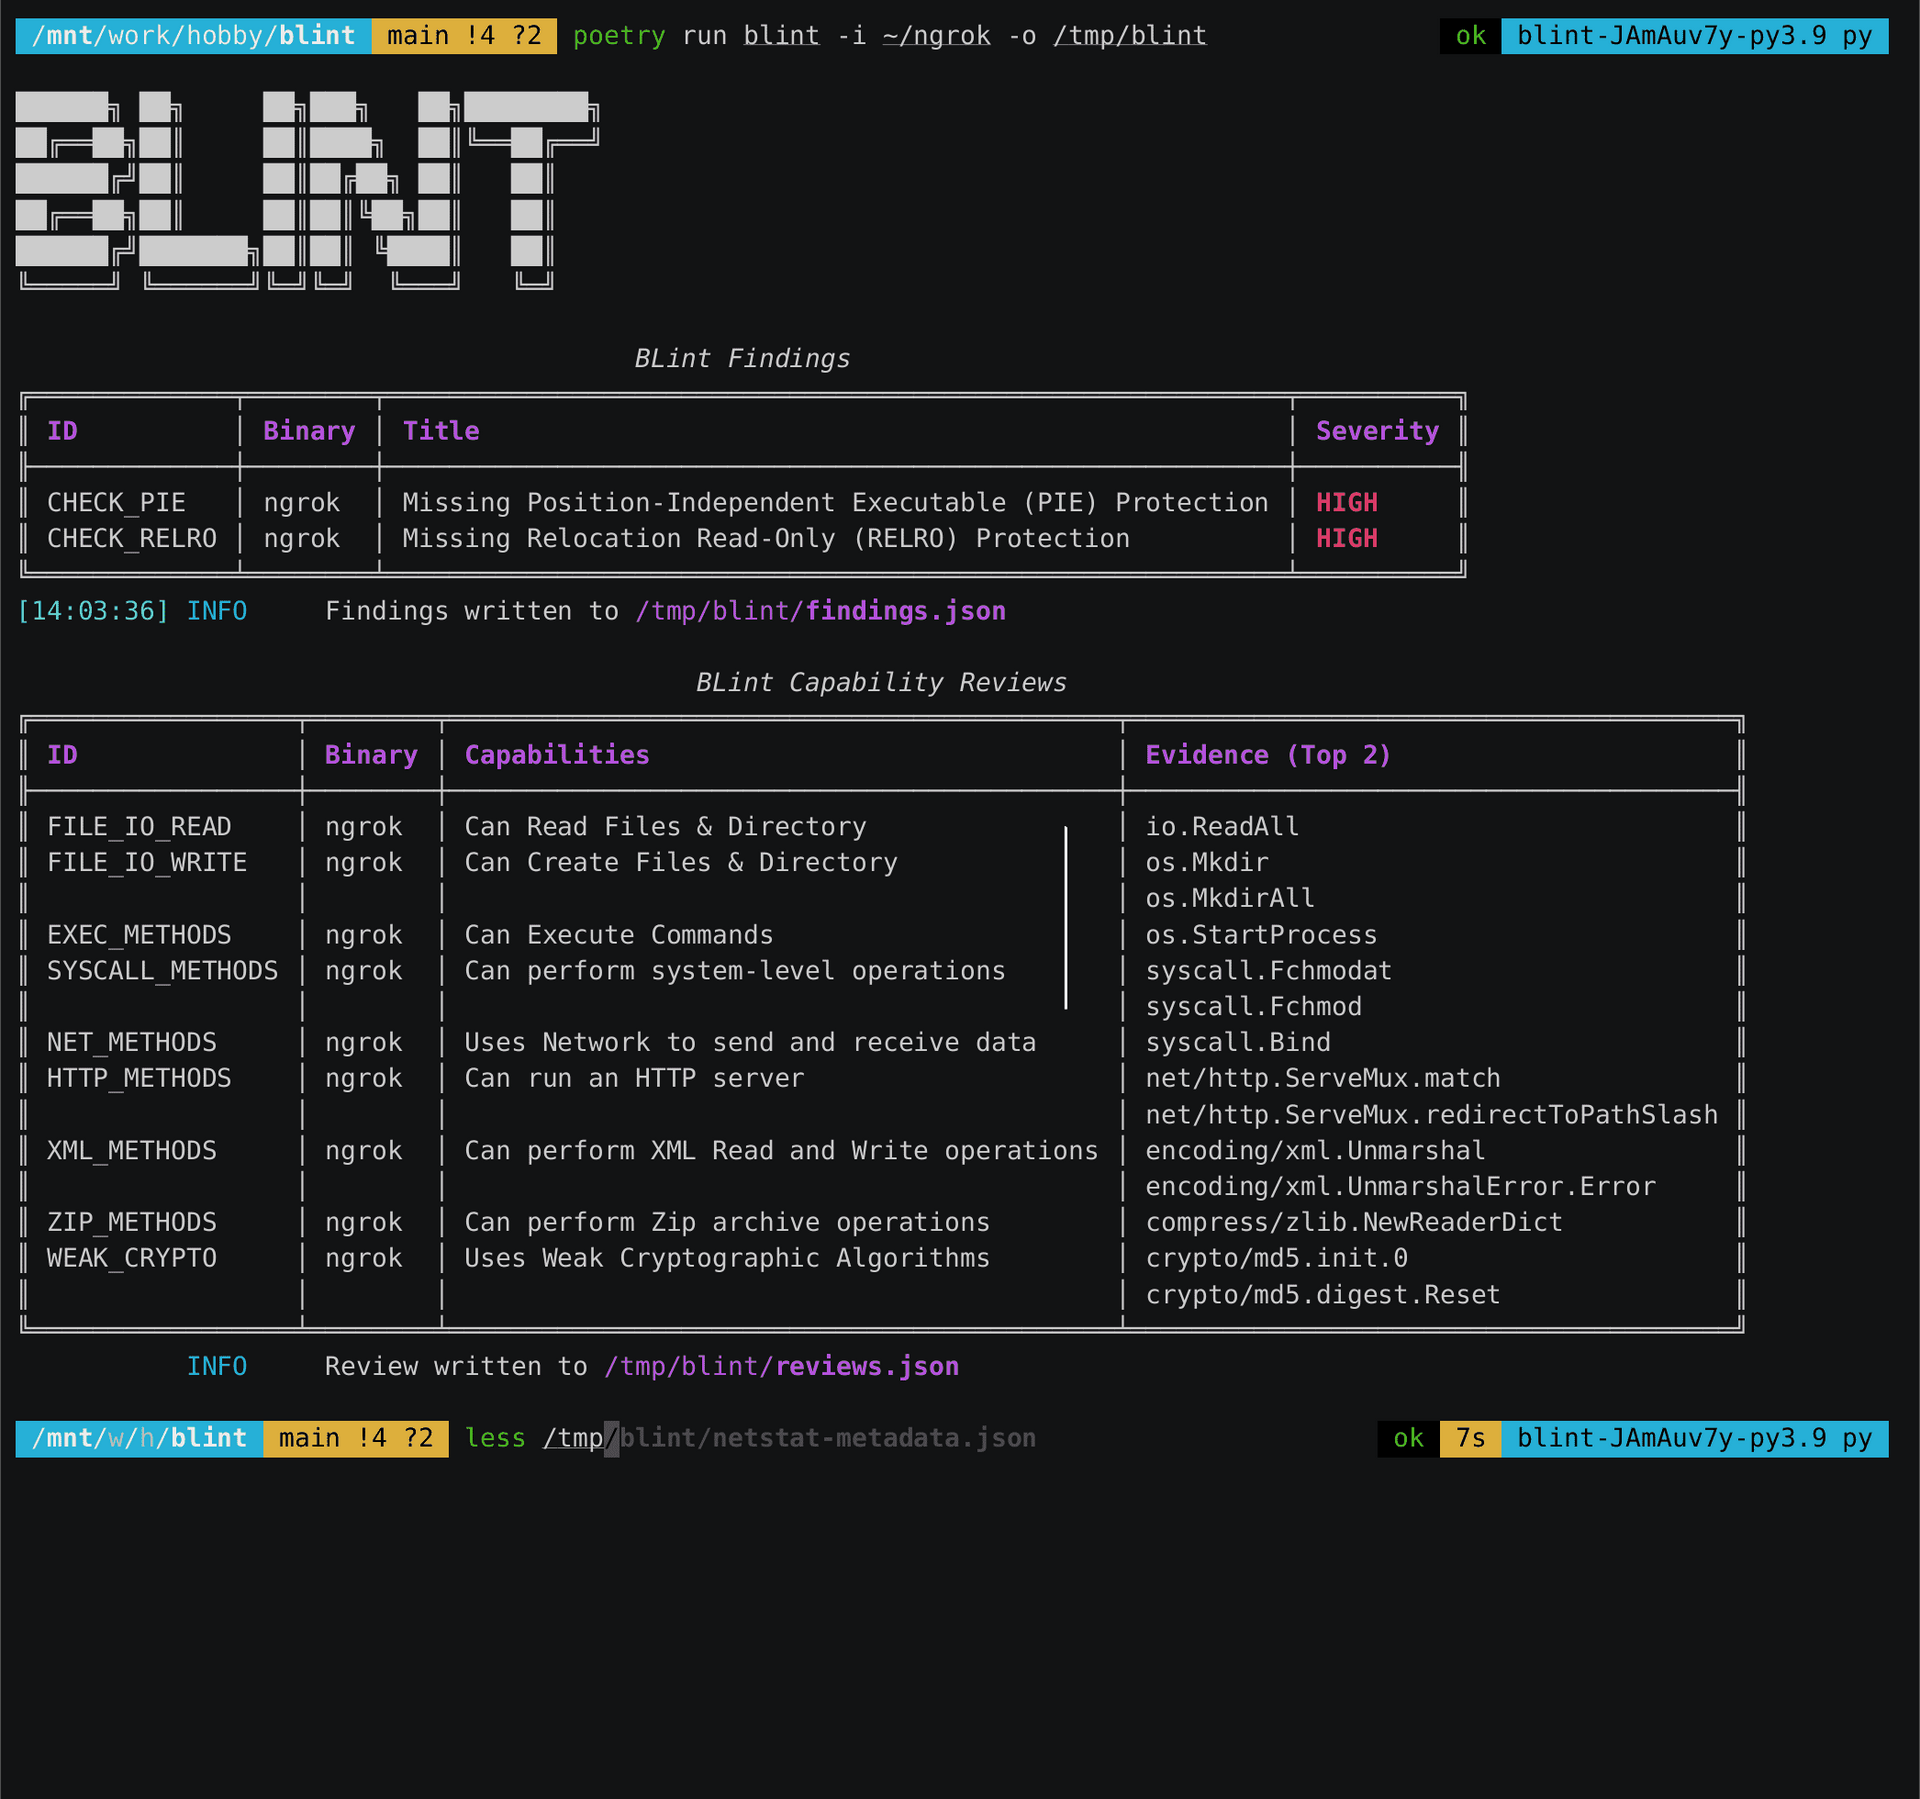 /mnt/work/hobby/blint main !4 ?2 poetry run blint -i ~/ngrok -o /tmp/blint ok blint-JAmAuv7y-py3.9 py
BLINT
BLint Findings
ID Binary Title Severity
CHECK_PIE ngrok Missing Position-Independent Executable (PIE) Protection HIGH
CHECK_RELRO ngrok Missing Relocation Read-Only (RELRO) Protection HIGH
[14:03:36] INFO Findings written to /tmp/blint/findings.json
BLint Capability Reviews
ID Binary Capabilities Evidence (Top 2)
FILE_IO_READ ngrok Can Read Files & Directory io.ReadAll
FILE_IO_WRITE ngrok Can Create Files & Directory os.Mkdir
os.MkdirAll
EXEC_METHODS ngrok Can Execute Commands os.StartProcess
SYSCALL_METHODS ngrok Can perform system-level operations syscall.Fchmodat
syscall.Fchmod
NET_METHODS ngrok Uses Network to send and receive data syscall.Bind
HTTP_METHODS ngrok Can run an HTTP server net/http.ServeMux.match
net/http.ServeMux.redirectToPathSlash
XML_METHODS ngrok Can perform XML Read and Write operations encoding/xml.Unmarshal
encoding/xml.UnmarshalError.Error
ZIP_METHODS ngrok Can perform Zip archive operations compress/zlib.NewReaderDict
WEAK_CRYPTO ngrok Uses Weak Cryptographic Algorithms crypto/md5.init.0
crypto/md5.digest.Reset
INFO Review written to /tmp/blint/reviews.json
/mnt/w/h/blint main !4 ?2 less /tmp/blint/netstat-metadata.json ok 7s blint-JAmAuv7y-py3.9 py